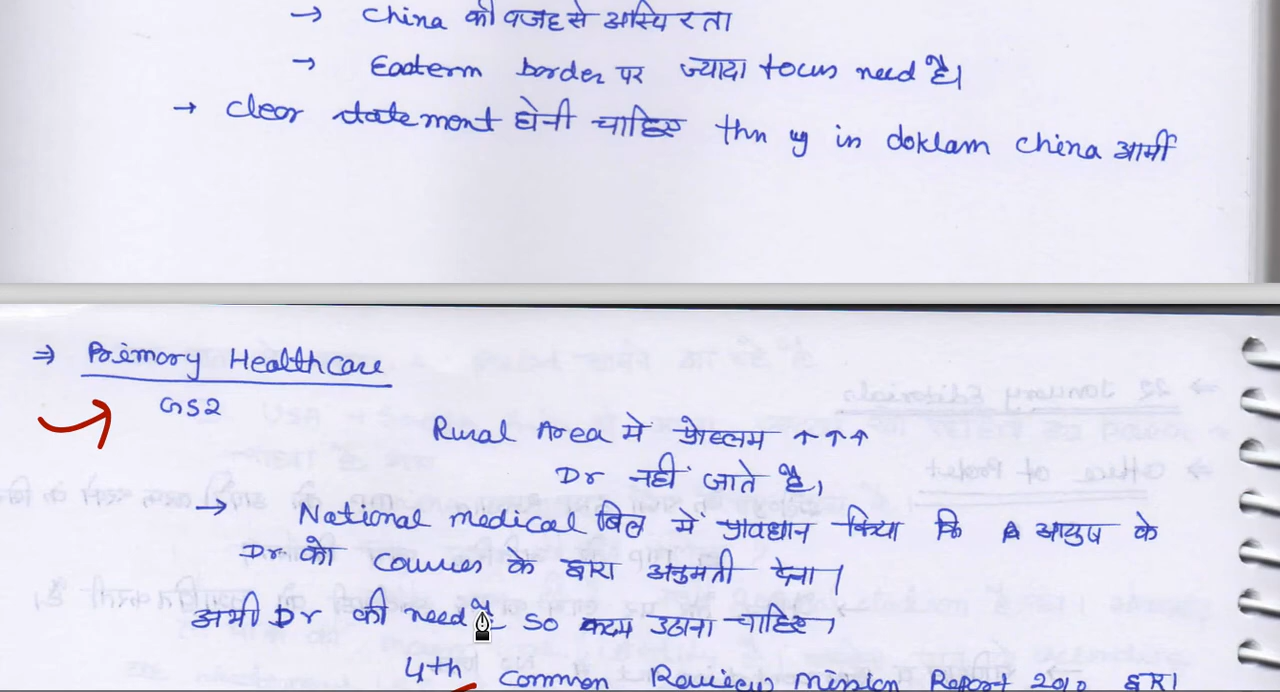 → China की वजह से अस्थिरता
→ Eastern border पर ज्यादा focus need है।
→ clear statement होनी चाहिए in doklam china आर्मी
⇒ Primary Healthcare
GS2
Rural Area में प्रोब्लम ↑↑↑
Dr नहीं जाते है,
→ National medical बिल में प्रावधान किया कि आयुष के
Dr को courses के द्वारा अनुमती देना।
अभी Dr की need है so कदम उठाना चाहिए,
4th Common Review Mission Report 2010 द्वारा